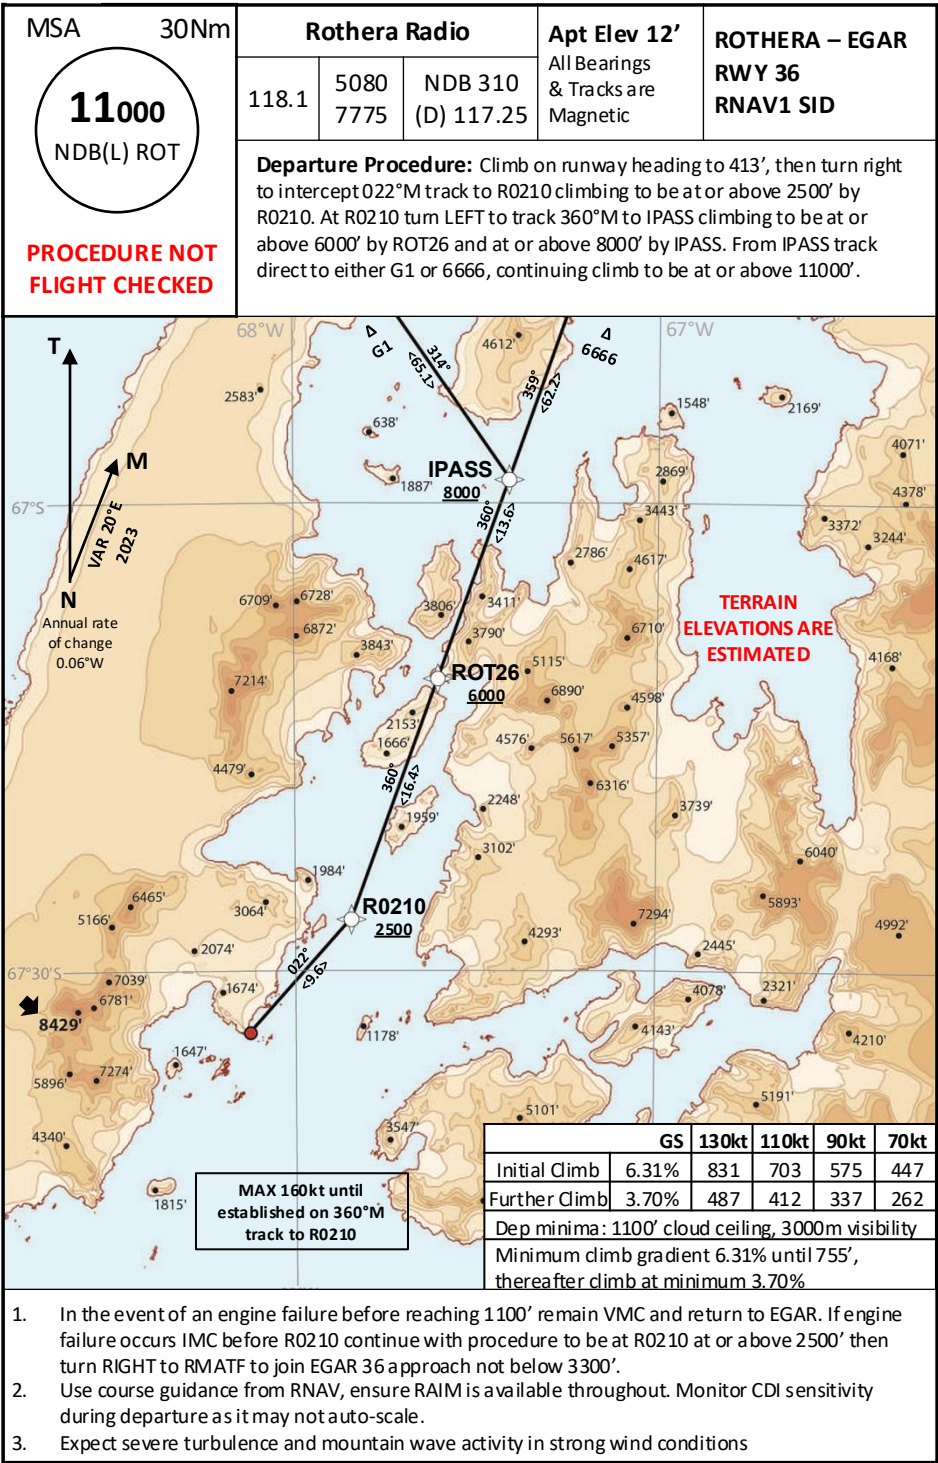 MSA 30Nm
11000
NDB(L) ROT
PROCEDURE NOT
FLIGHT CHECKED
Rothera Radio
118.1
5080
7775
NDB 310
(D) 117.25
Apt Elev 12’
All Bearings
& Tracks are
Magnetic
ROTHERA – EGAR
RWY 36
RNAV1 SID
Departure Procedure: Climb on runway heading to 413’, then turn right
to intercept 022°M track to R0210 climbing to be at or above 2500’ by
R0210. At R0210 turn LEFT to track 360°M to IPASS climbing to be at or
above 6000’ by ROT26 and at or above 8000’ by IPASS. From IPASS track
direct to either G1 or 6666, continuing climb to be at or above 11000’.
68°W
67°W
T
Δ
G1
314°
<65.1>
4612’
Δ
6666
359°
<62.2>
2583’
638’
1548’
2169’
M
VAR 20°E
2023
N
Annual rate
of change
0.06°W
IPASS
8000
1887’
2869’
4071’
4378’
67°S
360°
<13.6>
3443’
3372’
3244’
2786’
4617’
6709’
6728’
3806’
3411’
TERRAIN
ELEVATIONS ARE
ESTIMATED
6872’
3843’
3790’
6710’
4168’
7214’
ROT26
6000
5115’
6890’
4598’
2153’
1666’
4576’
5617’
5357’
4479’
360°
<16.4>
6316’
1959’
2248’
3739’
3102’
6040’
1984’
6465’
3064’
5166’
R0210
2500
5893’
7294’
4992’
2074’
4293’
2445’
67°30'S
022°
<9.6>
7039’
6781’
1674’
4078’
2321’
8429’
1178’
4143’
4210’
1647’
5896’
7274’
5191’
5101’
4340’
3547’
1815’
MAX 160kt until
established on 360°M
track to R0210
GS 130kt 110kt 90kt 70kt
Initial Climb 6.31% 831 703 575 447
Further Climb 3.70% 487 412 337 262
Dep minima: 1100’ cloud ceiling, 3000m visibility
Minimum climb gradient 6.31% until 755’,
thereafter climb at minimum 3.70%
1. In the event of an engine failure before reaching 1100’ remain VMC and return to EGAR. If engine
failure occurs IMC before R0210 continue with procedure to be at R0210 at or above 2500’ then
turn RIGHT to RMATF to join EGAR 36 approach not below 3300’.
2. Use course guidance from RNAV, ensure RAIM is available throughout. Monitor CDI sensitivity
during departure as it may not auto-scale.
3. Expect severe turbulence and mountain wave activity in strong wind conditions